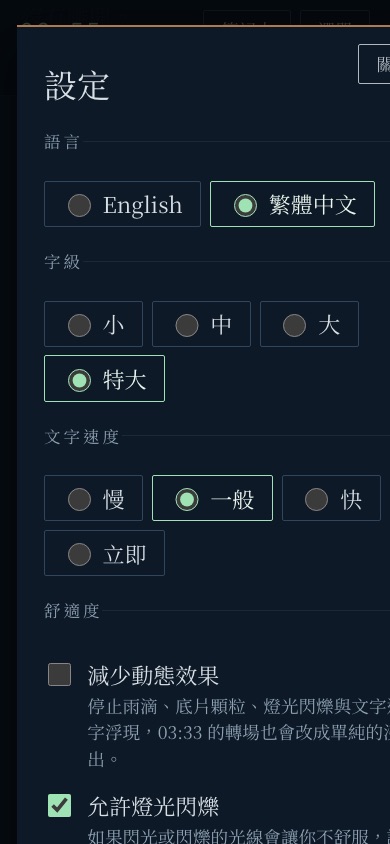 關
設定
語言
English
繁體中文
字級
小
中
大
特大
文字速度
慢
一般
快
立即
舒適度
減少動態效果
停止雨滴、底片顆粒、燈光閃爍與文字
字浮現，03:33 的轉場也會改成單純的
出。
允許燈光閃爍
如果閃光或閃爍的光線會讓你不舒服，